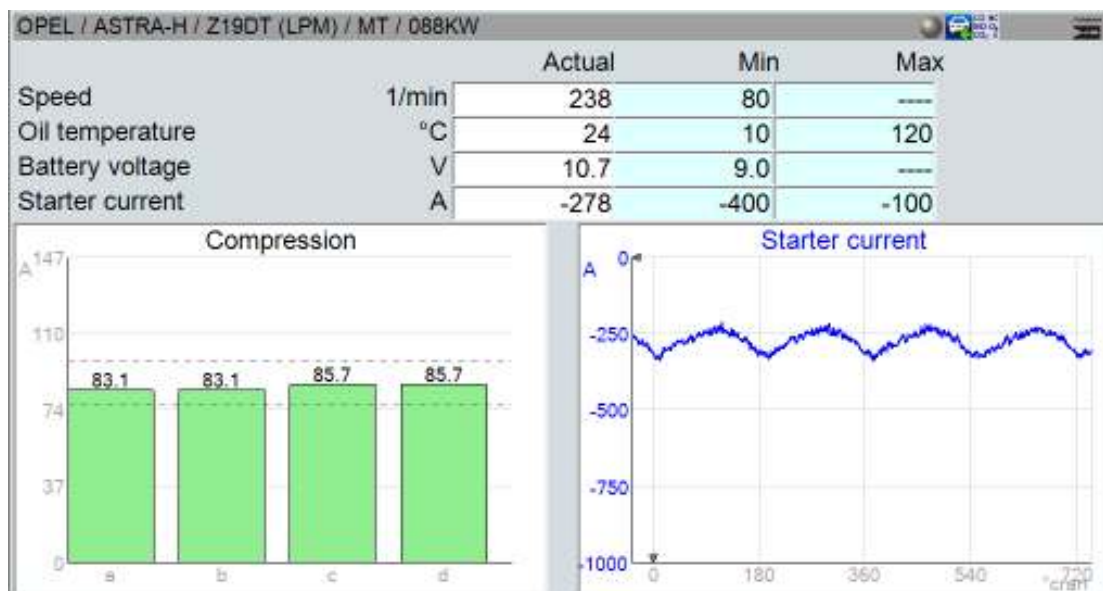 OPEL / ASTRA-H / Z19DT (LPM) / MT / 088KW
Actual Min Max
Speed 1/min 238 80 ----
Oil temperature °C 24 10 120
Battery voltage V 10.7 9.0 ----
Starter current A -278 -400 -100
Compression
A 147
110
74
37
0
83.1 83.1 85.7 85.7
a b c d
Starter current
A 0
-250
-500
-750
-1000
0 180 360 540 720